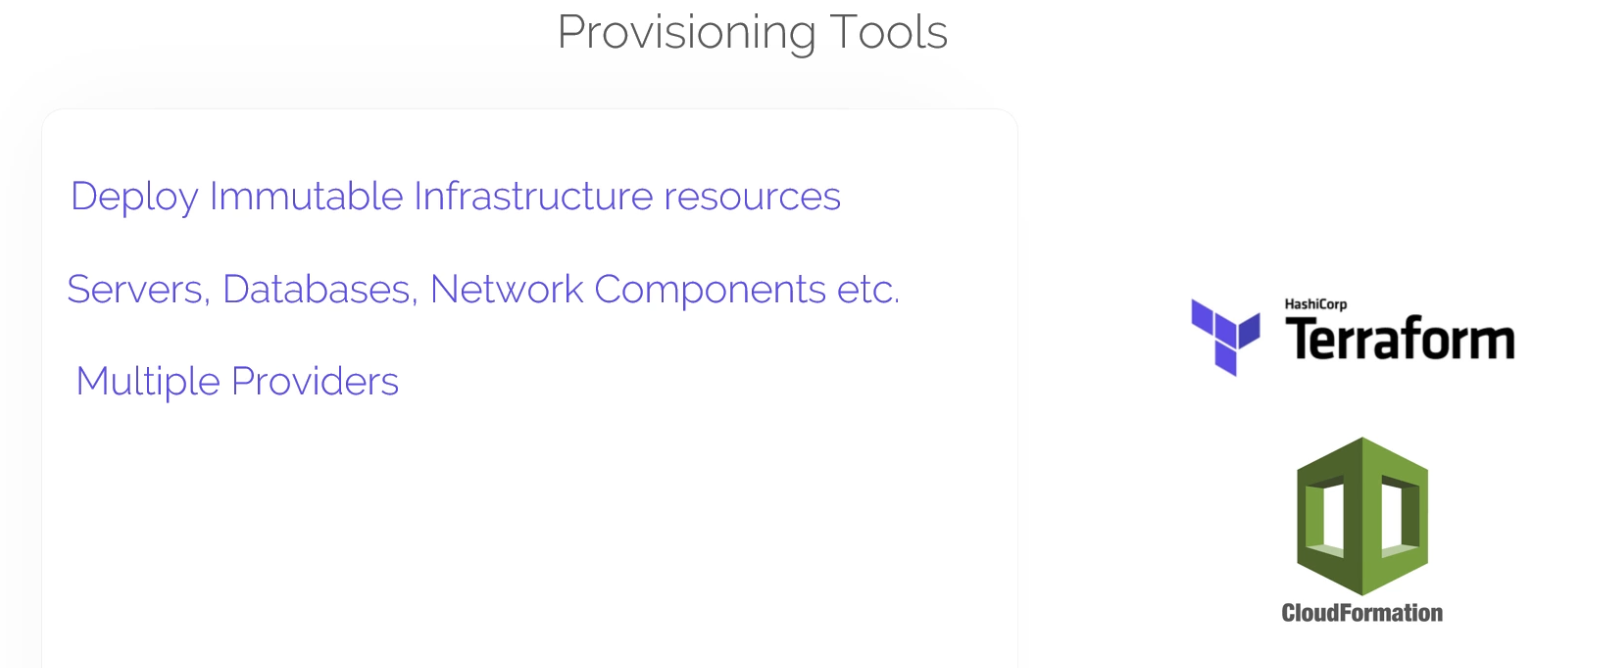 Provisioning Tools
Deploy Immutable Infrastructure resources
Servers, Databases, Network Components etc.
Multiple Providers
HashiCorp
Terraform
CloudFormation